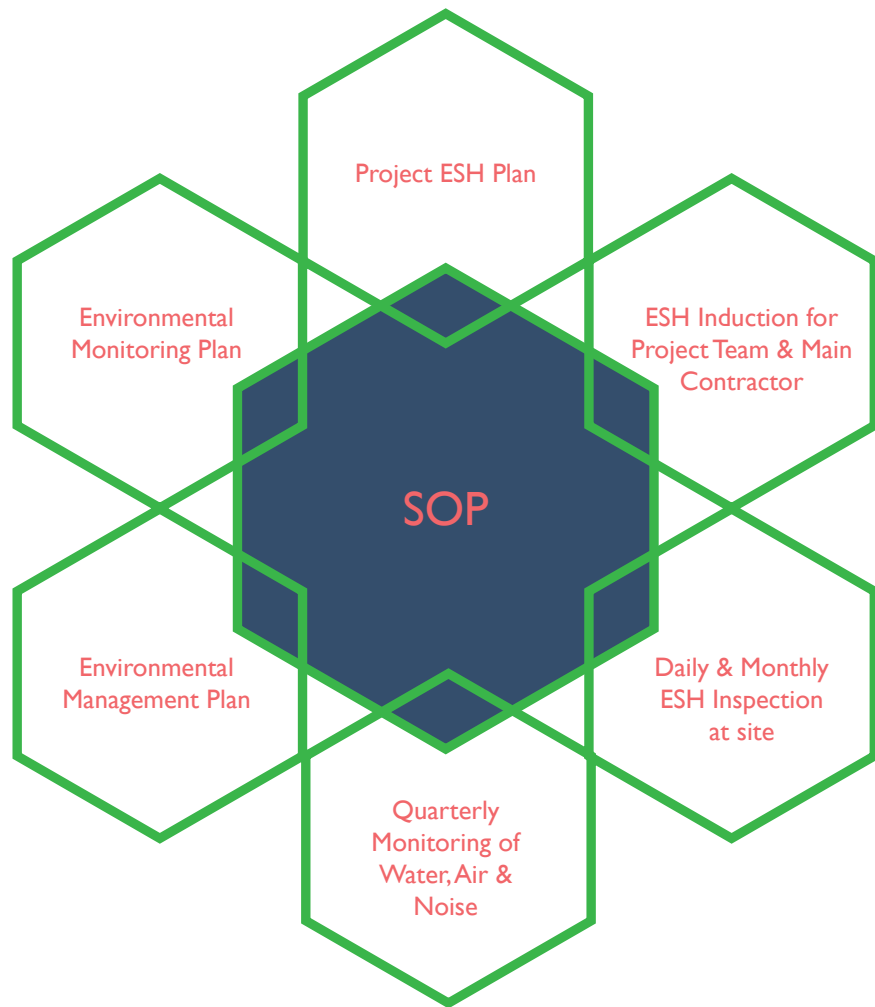 Project ESH Plan
Environmental
Monitoring Plan
ESH Induction for
Project Team & Main
Contractor
SOP
Environmental
Management Plan
Daily & Monthly
ESH Inspection
at site
Quarterly
Monitoring of
Water, Air &
Noise